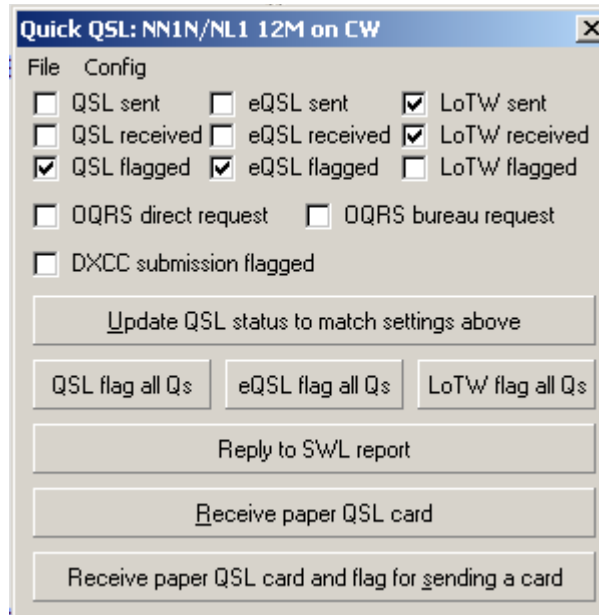 Quick QSL: NN1N/NL1 12M on CW
File Config
QSL sent eQSL sent LoTW sent
QSL received eQSL received LoTW received
QSL flagged eQSL flagged LoTW flagged
OQRS direct request OQRS bureau request
DXCC submission flagged
Update QSL status to match settings above
QSL flag all Qs eQSL flag all Qs LoTW flag all Qs
Reply to SWL report
Receive paper QSL card
Receive paper QSL card and flag for sending a card